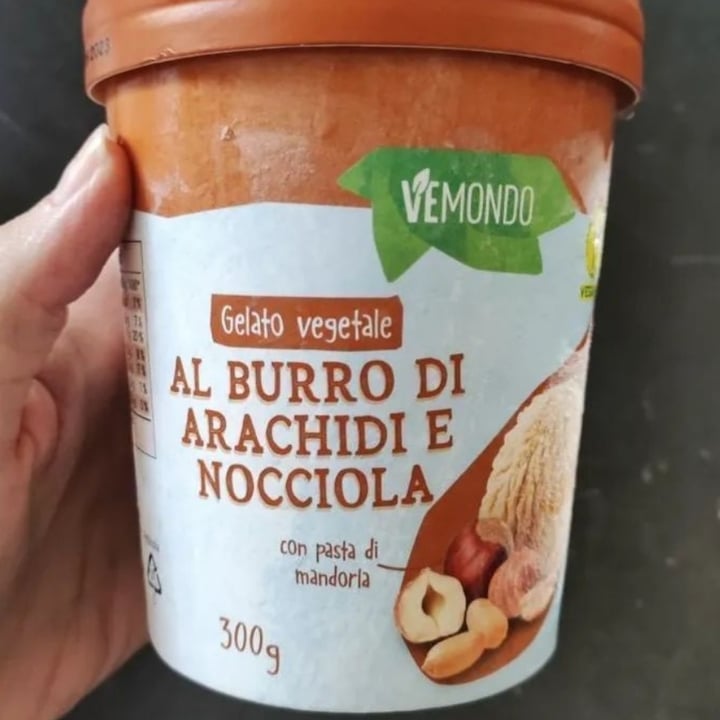 VEMONDO
Gelato vegetale
AL BURRO DI
ARACHIDI E
NOCCIOLA
con pasta di
mandorla
300g